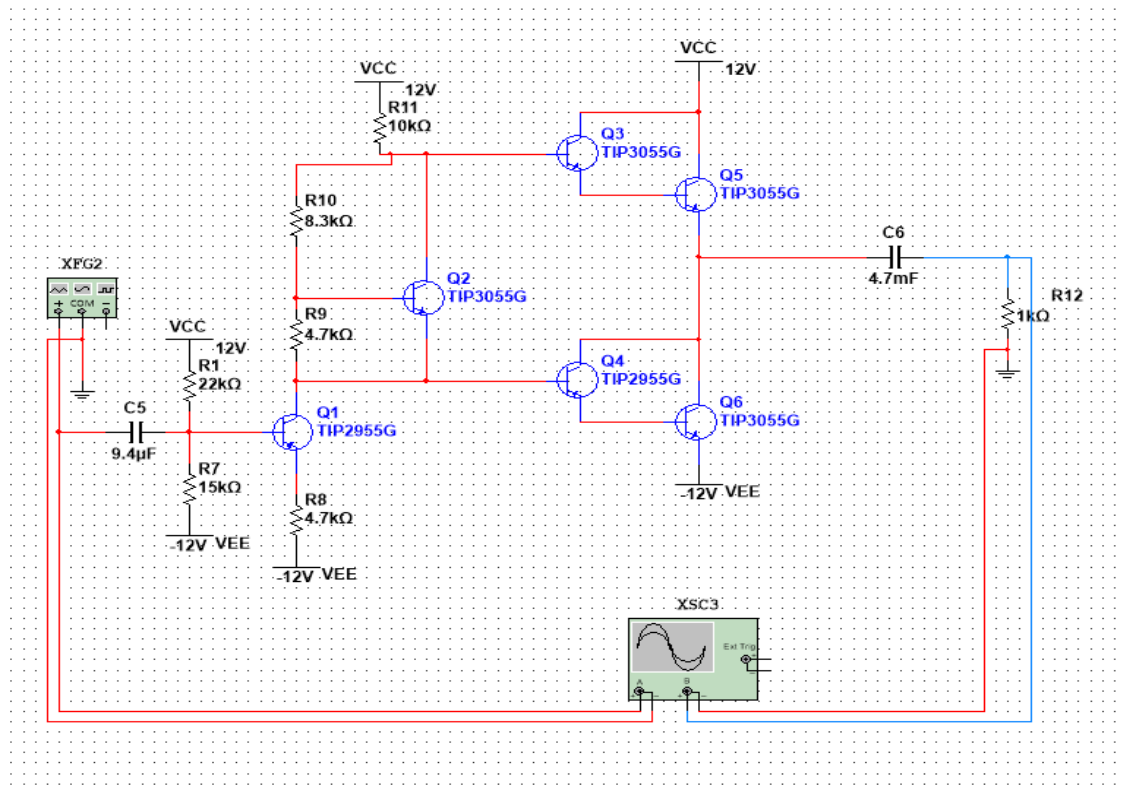 VCC
12V
VCC
12V
R11
10kΩ
Q3
TIP3055G
Q5
TIP3055G
R10
8.3kΩ
C6
4.7mF
XFG2
+ COM −
Q2
TIP3055G
R12
1kΩ
R9
4.7kΩ
VCC
12V
R1
22kΩ
Q4
TIP2955G
Q6
TIP3055G
C5
9.4µF
Q1
TIP2955G
R7
15kΩ
-12V VEE
R8
4.7kΩ
-12V VEE
-12V VEE
XSC3
Ext Trig
+
−
A
B
+ − + −